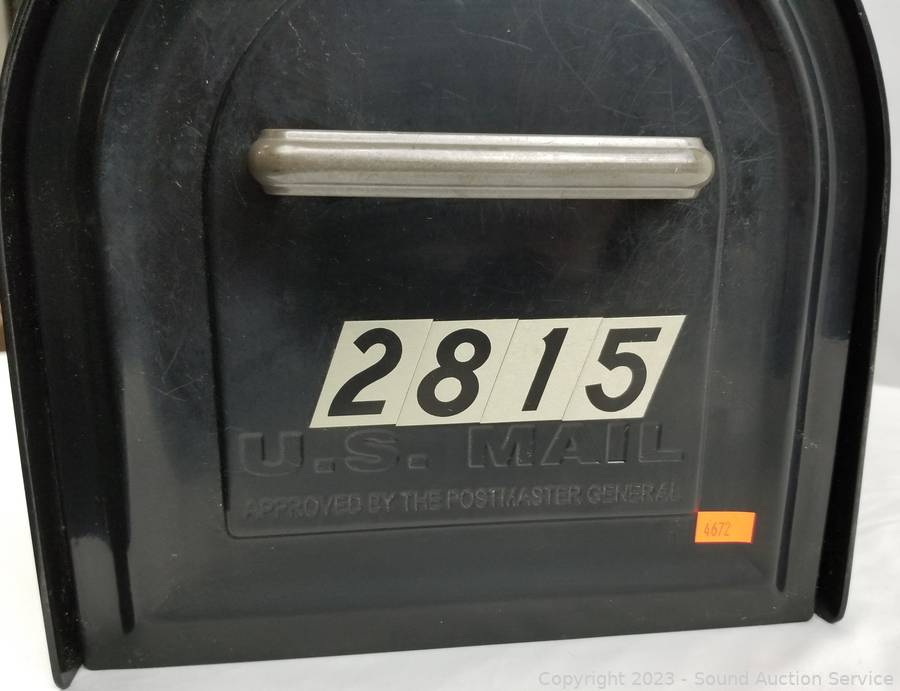 2815
U.S. MAIL
APPROVED BY THE POSTMASTER GENERAL
4672
Copyright 2023 - Sound Auction Service